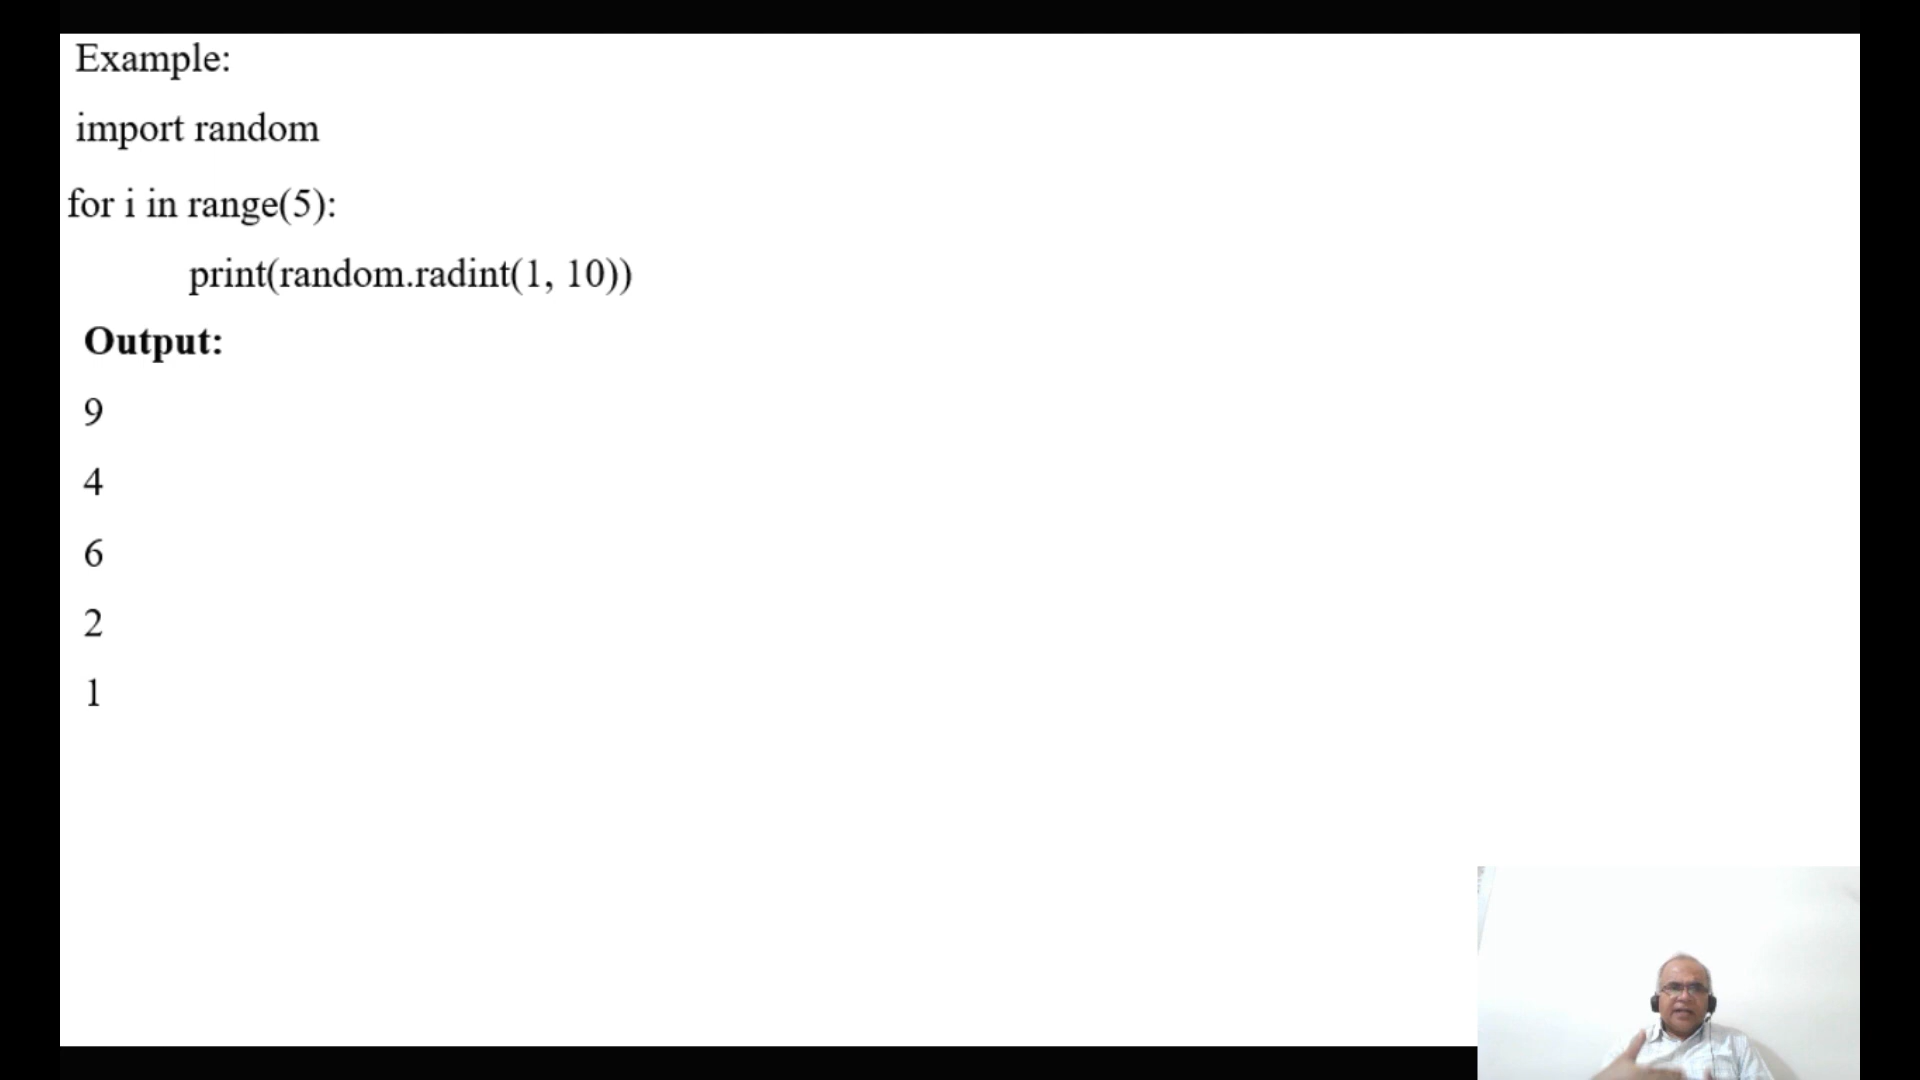 Example:
import random
for i in range(5):
print(random.radint(1, 10))
Output:
9
4
6
2
1